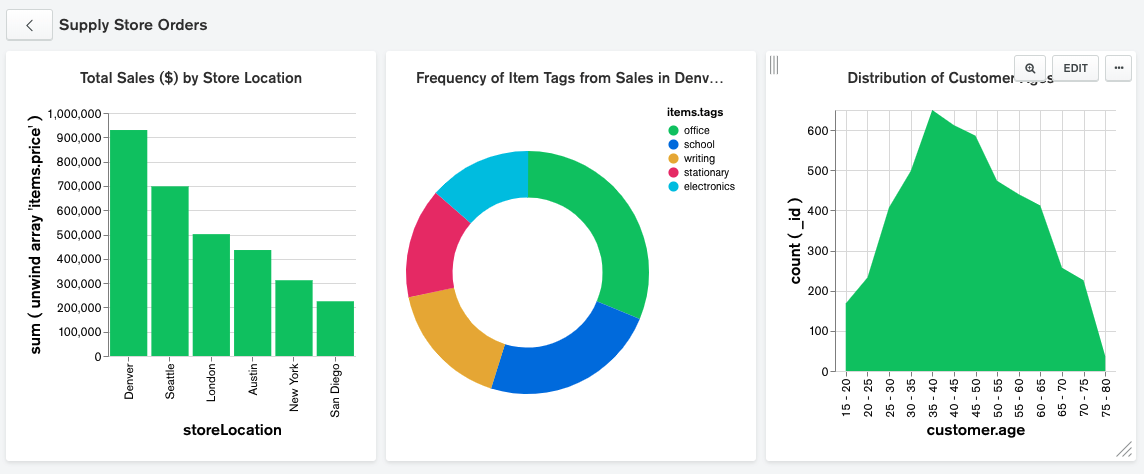 Supply Store Orders
Total Sales ($) by Store Location
sum ( unwind array 'items.price' )
1,000,000
900,000
800,000
700,000
600,000
500,000
400,000
300,000
200,000
100,000
0
Denver
Seattle
London
Austin
New York
San Diego
storeLocation
Frequency of Item Tags from Sales in Denv...
items.tags
office
school
writing
stationary
electronics
EDIT
Distribution of Customer Ages
count ( _id )
600
500
400
300
200
100
0
15 - 20
20 - 25
25 - 30
30 - 35
35 - 40
40 - 45
45 - 50
50 - 55
55 - 60
60 - 65
65 - 70
70 - 75
75 - 80
customer.age